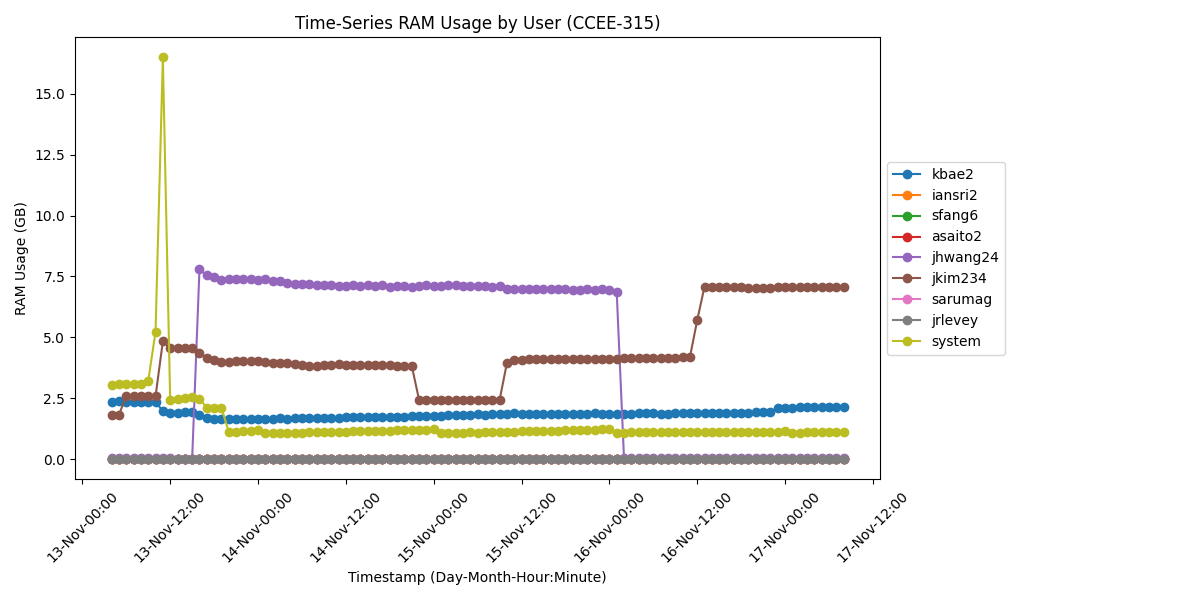 Time-Series RAM Usage by User (CCEE-315)
RAM Usage (GB)
15.0
12.5
10.0
7.5
5.0
2.5
0.0
13-Nov-00:00
13-Nov-12:00
14-Nov-00:00
14-Nov-12:00
15-Nov-00:00
15-Nov-12:00
16-Nov-00:00
16-Nov-12:00
17-Nov-00:00
17-Nov-12:00
Timestamp (Day-Month-Hour:Minute)
kbae2
iansri2
sfang6
asaito2
jhwang24
jkim234
sarumag
jrlevey
system